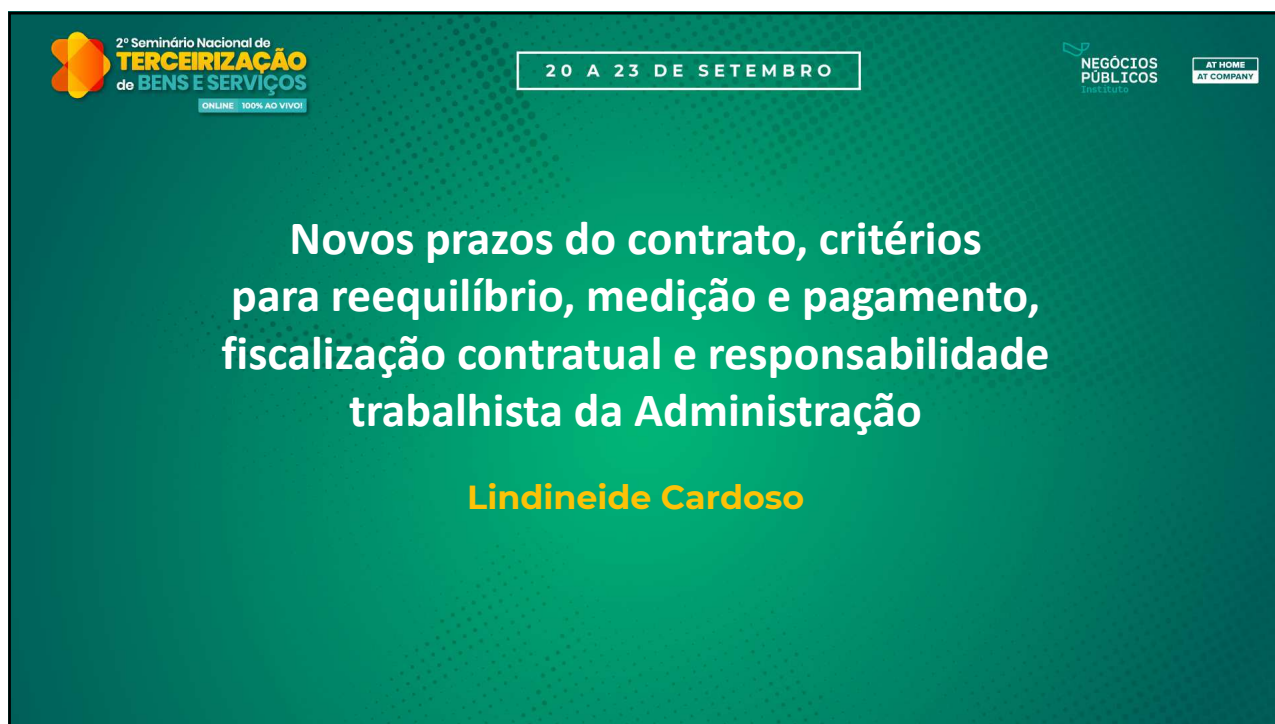 2º Seminário Nacional de
TERCEIRIZAÇÃO
de BENS E SERVIÇOS
ONLINE 100% AO VIVO!
20 A 23 DE SETEMBRO
NEGÓCIOS
PÚBLICOS
Instituto
AT HOME
AT COMPANY
Novos prazos do contrato, critérios
para reequilíbrio, medição e pagamento,
fiscalização contratual e responsabilidade
trabalhista da Administração
Lindineide Cardoso